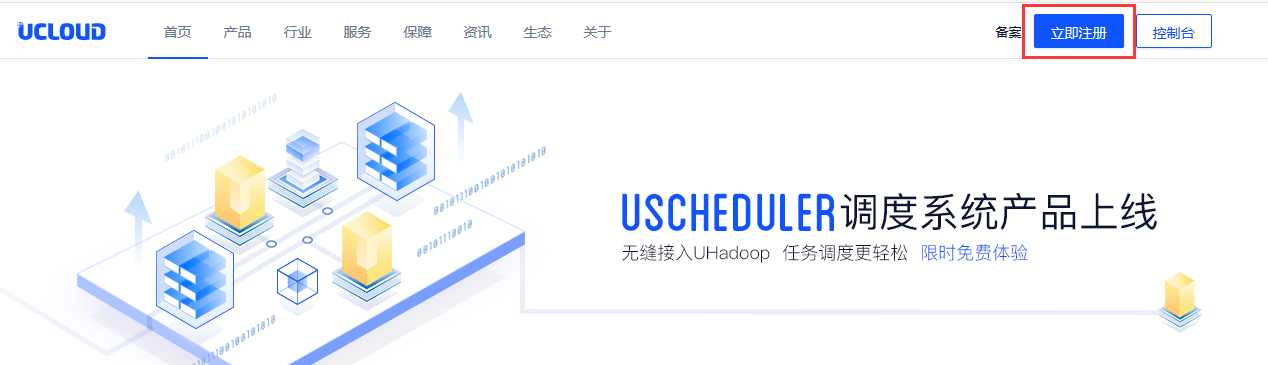 UCLOUD 首页 产品 行业 服务 保障 资讯 生态 关于 备案 立即注册 控制台
0010111001001010101010
001011100100101010101010
00101110010
USCHEDULER调度系统产品上线
无缝接入UHadoop 任务调度更轻松 限时免费体验